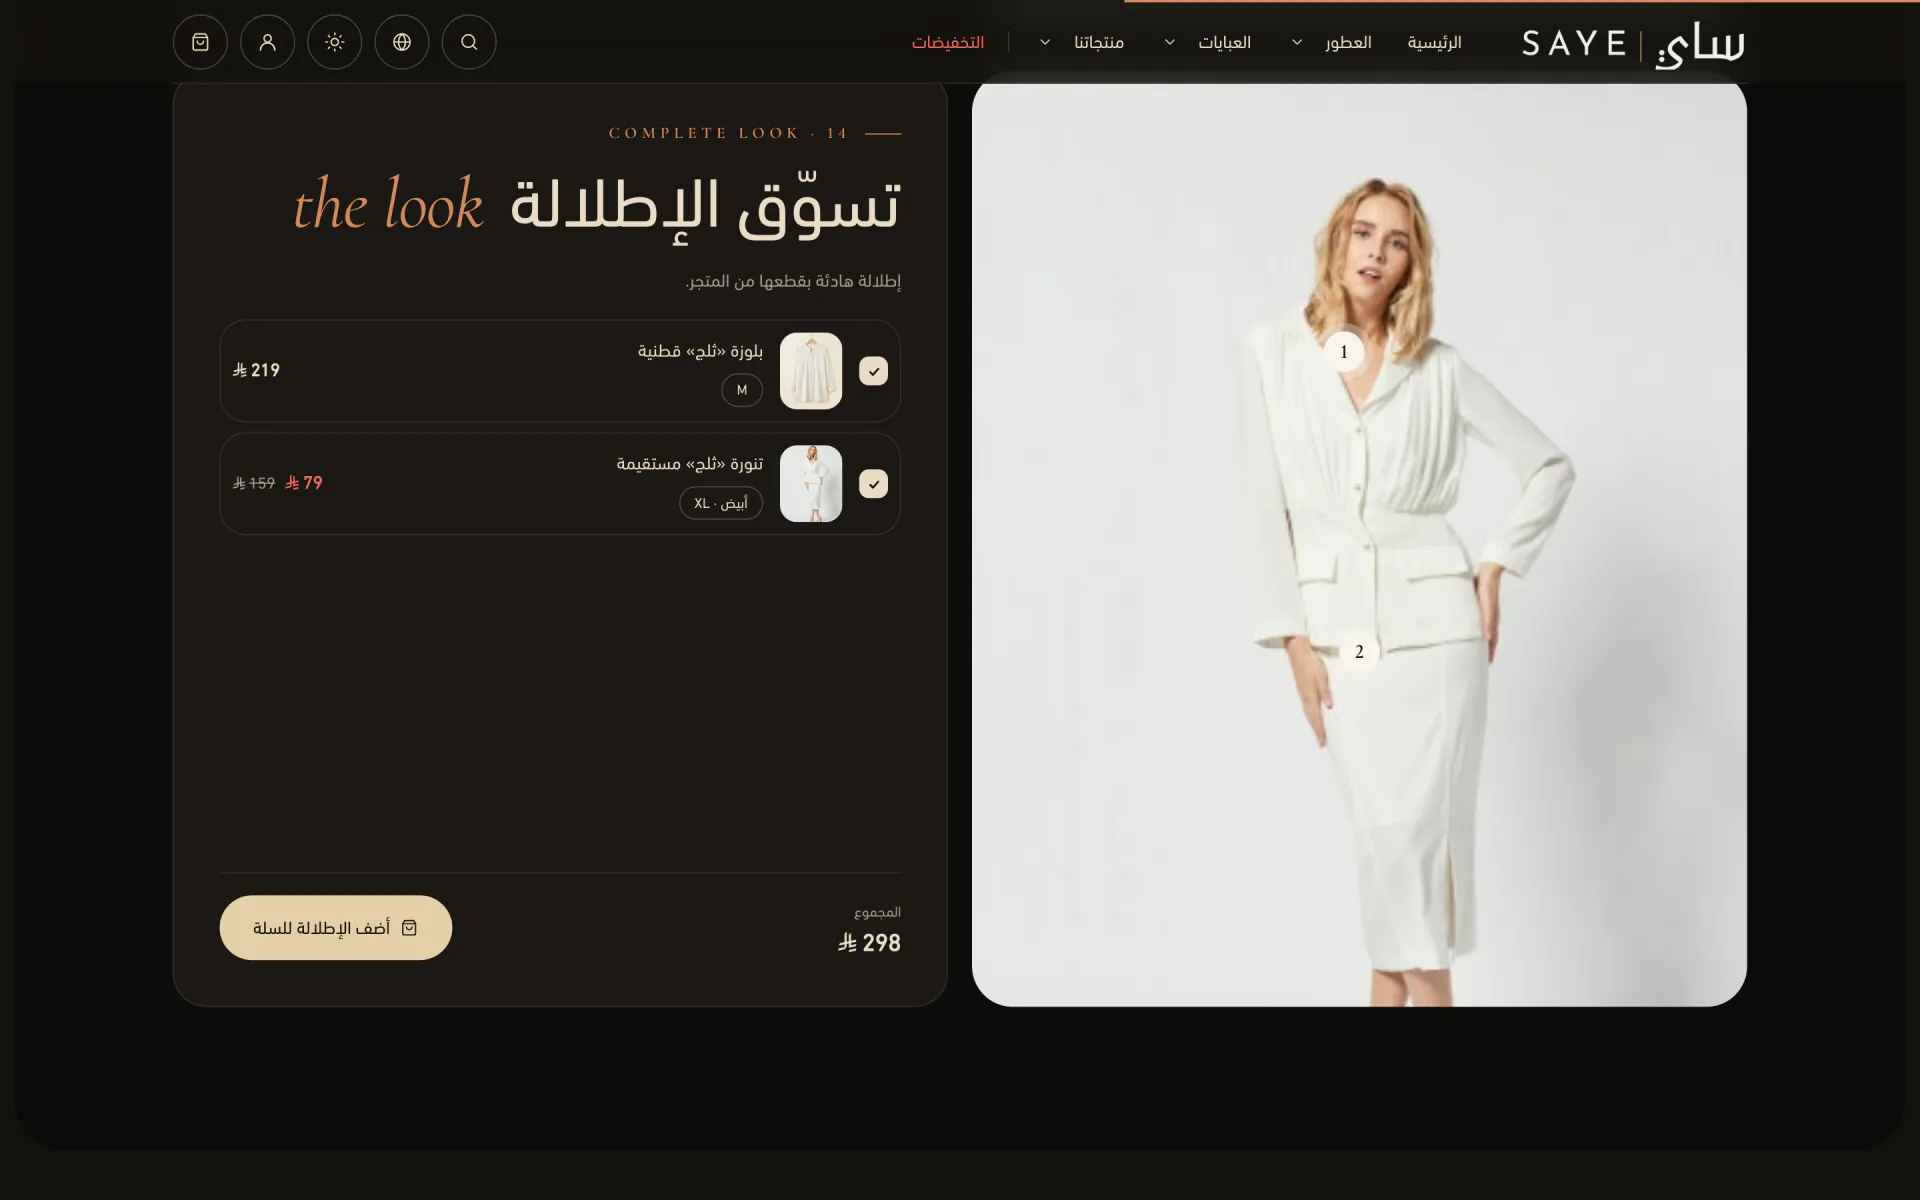 ساي | SAYE
الرئيسية
العطور
العبايات
منتجاتنا
التخفيضات
COMPLETE LOOK · 14
تسوّق الإطلالة the look
إطلالة هادئة بقطعها من المتجر.
بلوزة «ثلج» قطنية
M
219
تنورة «ثلج» مستقيمة
أبيض · XL
79 159
المجموع
298
أضف الإطلالة للسلة
1
2